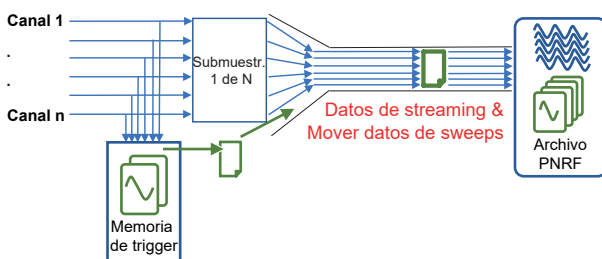 Canal 1
.
.
Canal n
Submuestr.
1 de N
Datos de streaming &
Mover datos de sweeps
Memoria
de trigger
Archivo
PNRF